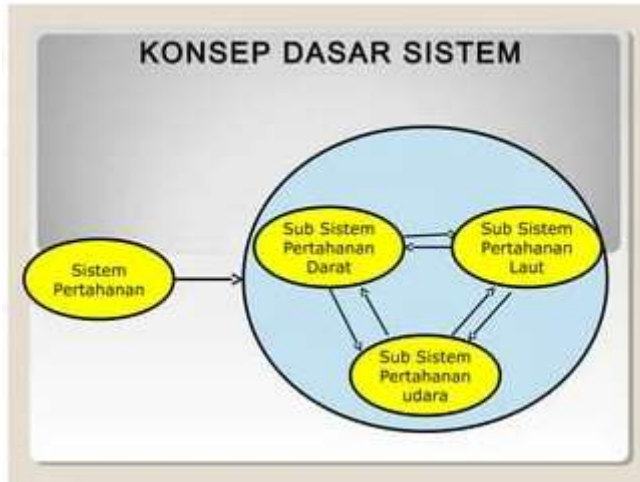 KONSEP DASAR SISTEM
Sub Sistem
Pertahanan
Darat
Sub Sistem
Pertahanan
Laut
Sistem
Pertahanan
Sub Sistem
Pertahanan
udara